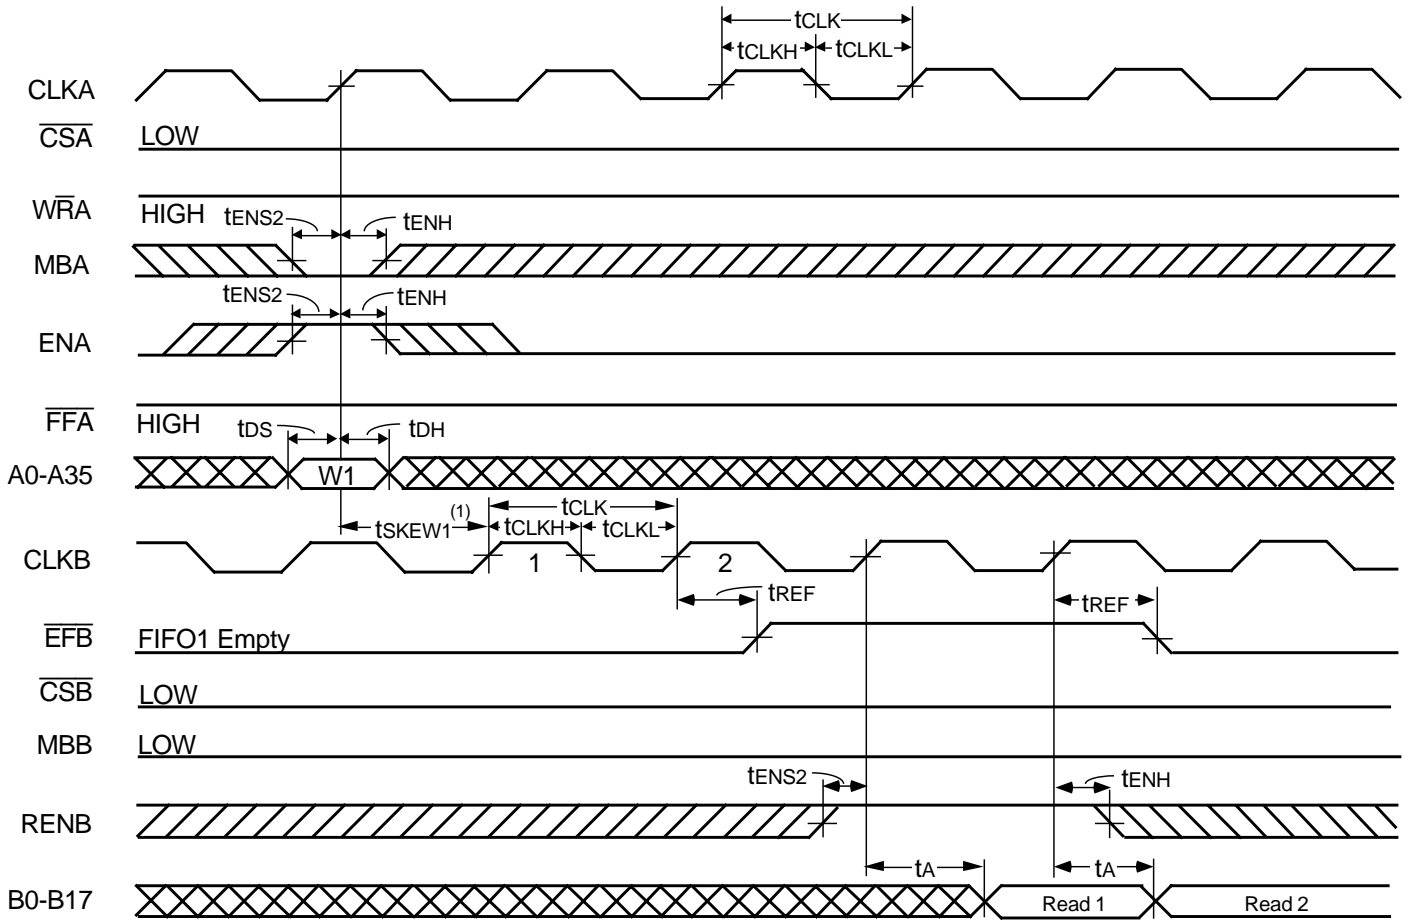 tCLK
tCLKH tCLKL
CLKA
CSA LOW
WRA HIGH
tENS2 tENH
MBA
tENS2 tENH
ENA
FFA HIGH
tDS tDH
A0-A35 W1
tSKEW1 (1) tCLK
tCLKH tCLKL
CLKB 1 2
tREF tREF
EFB FIFO1 Empty
CSB LOW
MBB LOW
tENS2 tENH
RENB
tA tA
B0-B17 Read 1 Read 2